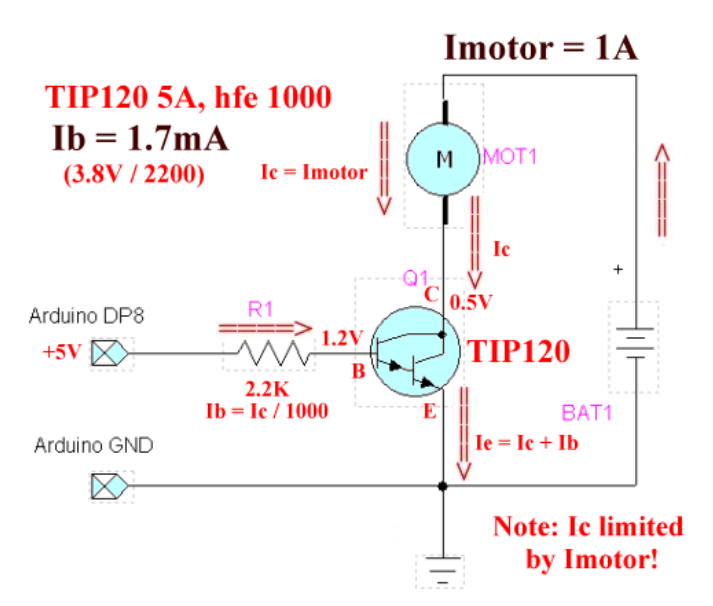 Imotor = 1A
TIP120 5A, hfe 1000
Ib = 1.7mA
(3.8V / 2200)
Ic = Imotor
M
MOT1
Ic
Q1
C
0.5V
+
Arduino DP8
R1
+5V
1.2V
B
TIP120
2.2K
Ib = Ic / 1000
E
BAT1
Arduino GND
Ie = Ic + Ib
Note: Ic limited
by Imotor!